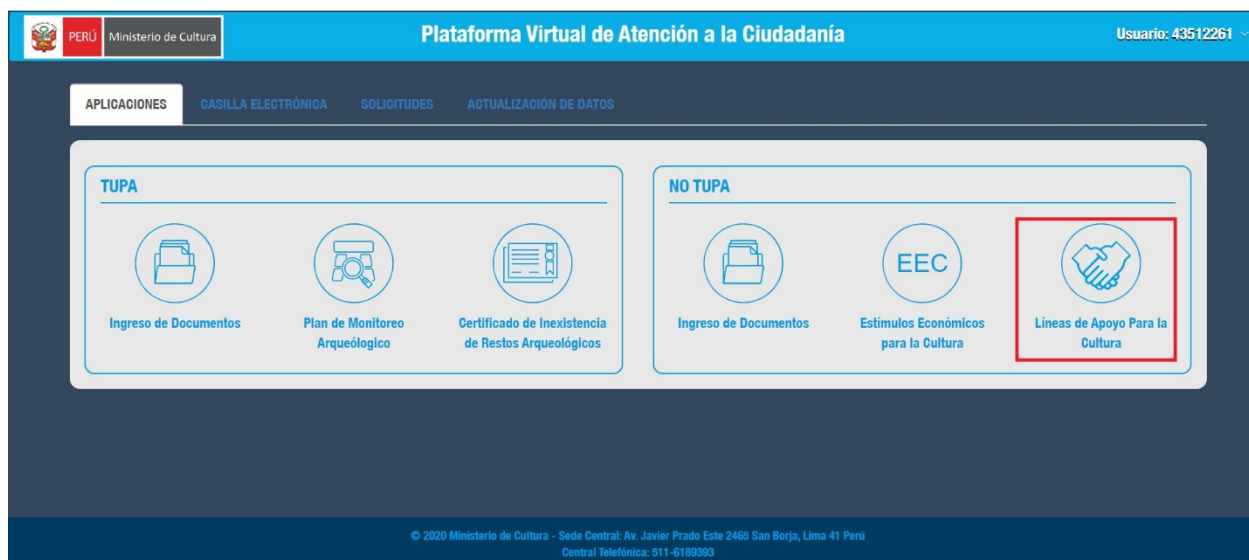 PERÚ Ministerio de Cultura
Plataforma Virtual de Atención a la Ciudadanía
Usuario: 43512261
APLICACIONES
CASILLA ELECTRÓNICA
SOLICITUDES
ACTUALIZACIÓN DE DATOS
TUPA
Ingreso de Documentos
Plan de Monitoreo
Arqueólogico
Certificado de Inexistencia
de Restos Arqueológicos
NO TUPA
Ingreso de Documentos
EEC
Estímulos Económicos
para la Cultura
Líneas de Apoyo Para la
Cultura
© 2020 Ministerio de Cultura - Sede Central: Av. Javier Prado Este 2465 San Borja, Lima 41 Perú
Central Telefónica: 511-6189393